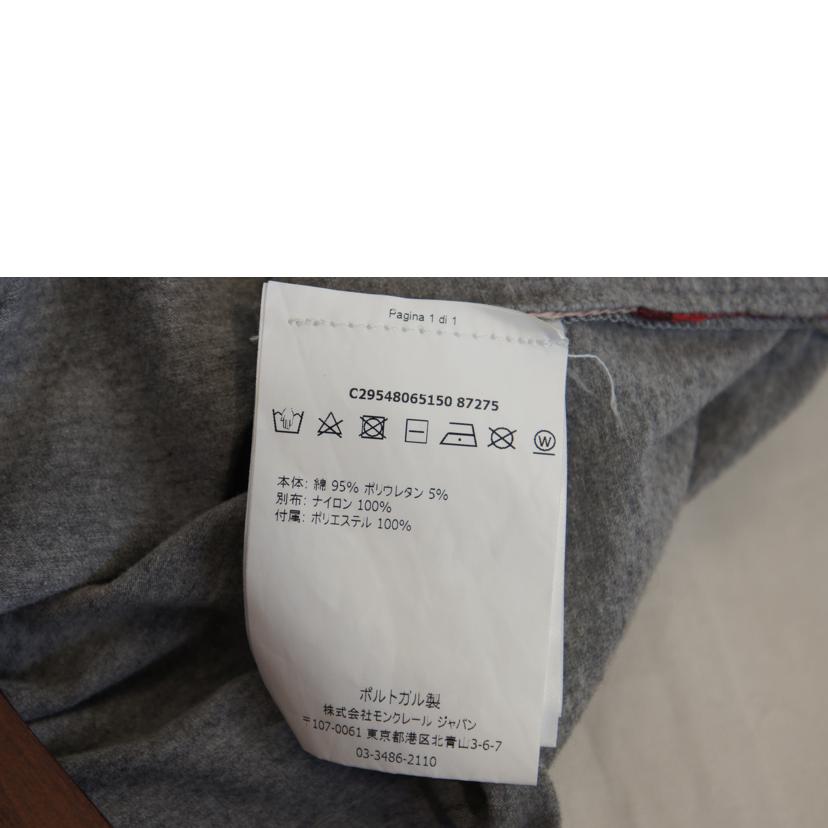 Pagina 1 di 1
C29548065150 87275
W
本体: 綿 95% ポリウレタン 5%
別布: ナイロン 100%
付属: ポリエステル 100%
ポルトガル製
株式会社モンクレール ジャパン
〒107-0061 東京都港区北青山3-6-7
03-3486-2110